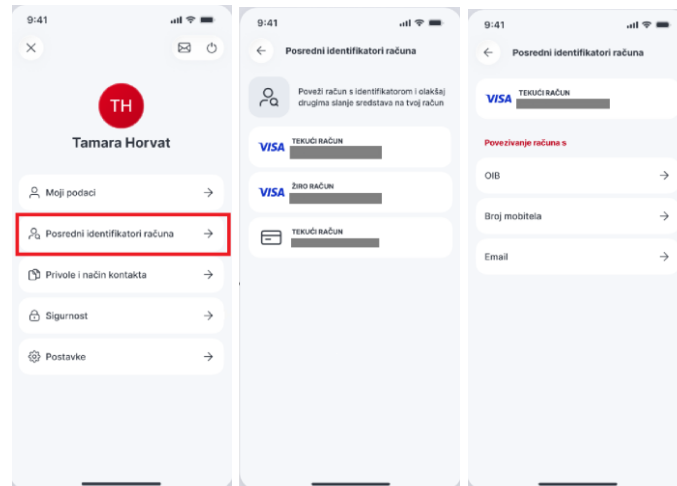 9:41
TH
Tamara Horvat
Moji podaci
Posredni identifikatori računa
Privole i način kontakta
Sigurnost
Postavke
9:41
Posredni identifikatori računa
Poveži račun s identifikatorom i olakšaj
drugima slanje sredstava na tvoj račun
VISA TEKUĆI RAČUN
VISA ŽIRO RAČUN
TEKUĆI RAČUN
9:41
Posredni identifikatori računa
VISA TEKUĆI RAČUN
Povezivanje računa s
OIB
Broj mobitela
Email